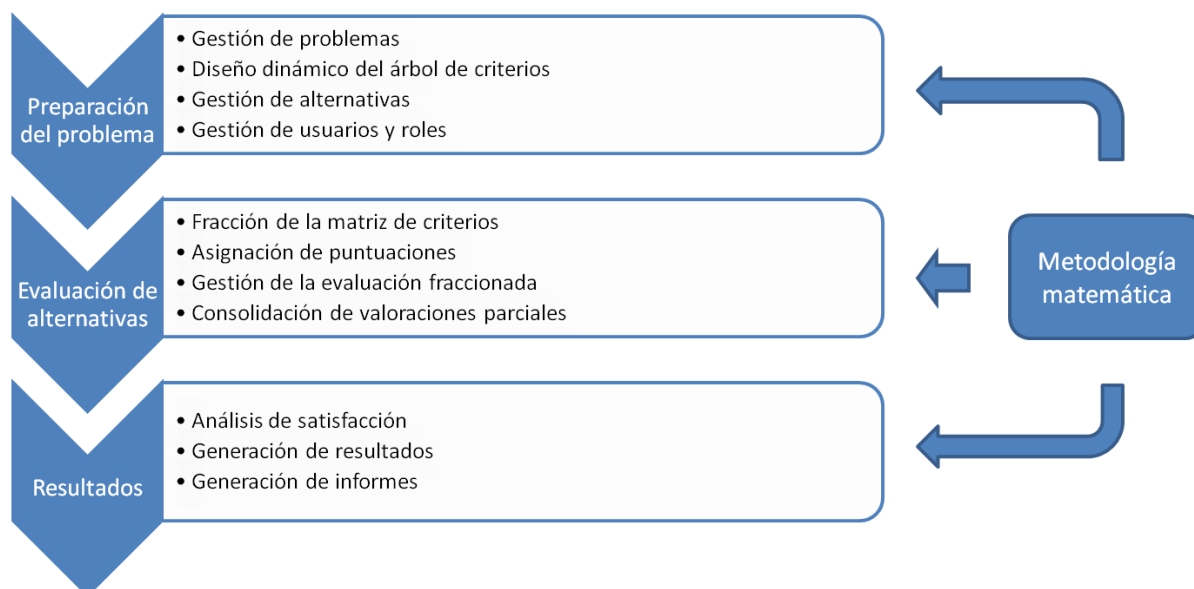 Preparación
del problema
• Gestión de problemas
• Diseño dinámico del árbol de criterios
• Gestión de alternativas
• Gestión de usuarios y roles
Evaluación de
alternativas
• Fracción de la matriz de criterios
• Asignación de puntuaciones
• Gestión de la evaluación fraccionada
• Consolidación de valoraciones parciales
Resultados
• Análisis de satisfacción
• Generación de resultados
• Generación de informes
Metodología
matemática